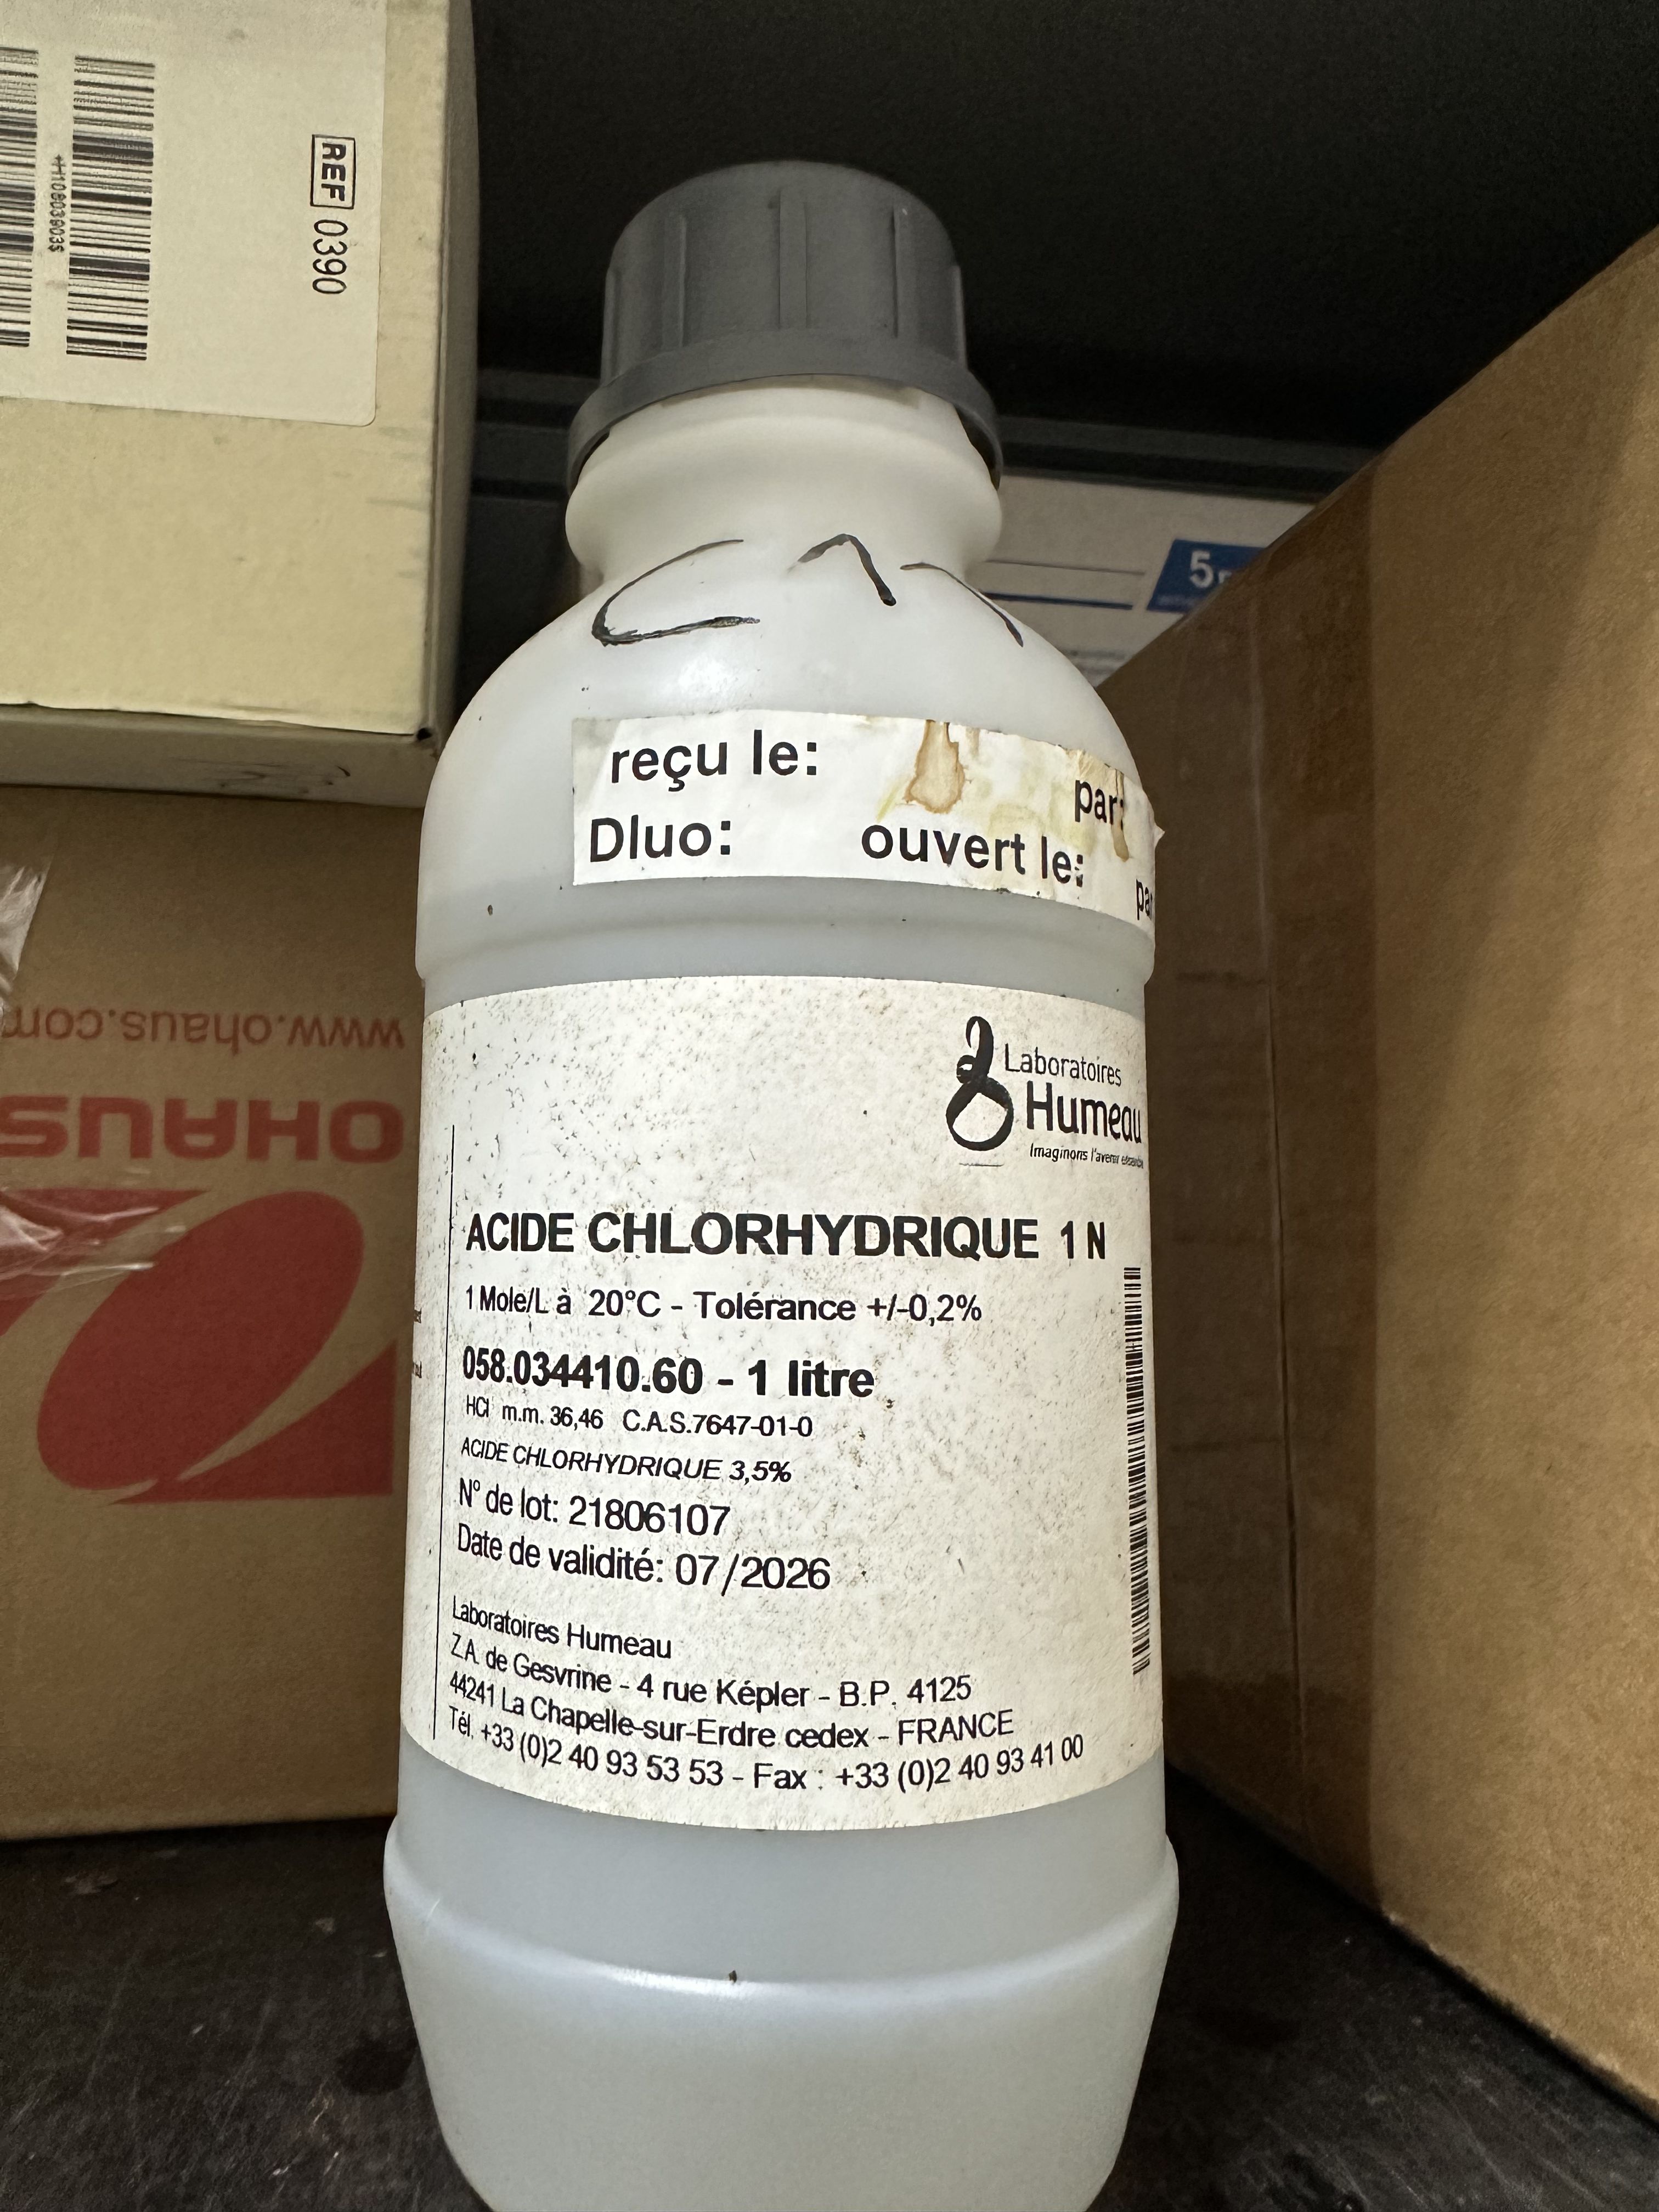 REF 0390
+H108039035
5
reçu le:
par:
Dluo:
ouvert le:
www.ohaus.com
OHAUS
Laboratoires
Humeau
Imaginons l'avenir
ACIDE CHLORHYDRIQUE 1 N
1 Mole/L à 20°C - Tolérance +/-0,2%
058.034410.60 - 1 litre
HCl m.m. 36,46 C.A.S.7647-01-0
ACIDE CHLORHYDRIQUE 3,5%
N° de lot: 21806107
Date de validité: 07/2026
Laboratoires Humeau
Z.A. de Gesvrine - 4 rue Képler - B.P. 4125
44241 La Chapelle-sur-Erdre cedex - FRANCE
Tél. +33 (0)2 40 93 53 53 - Fax : +33 (0)2 40 93 41 00